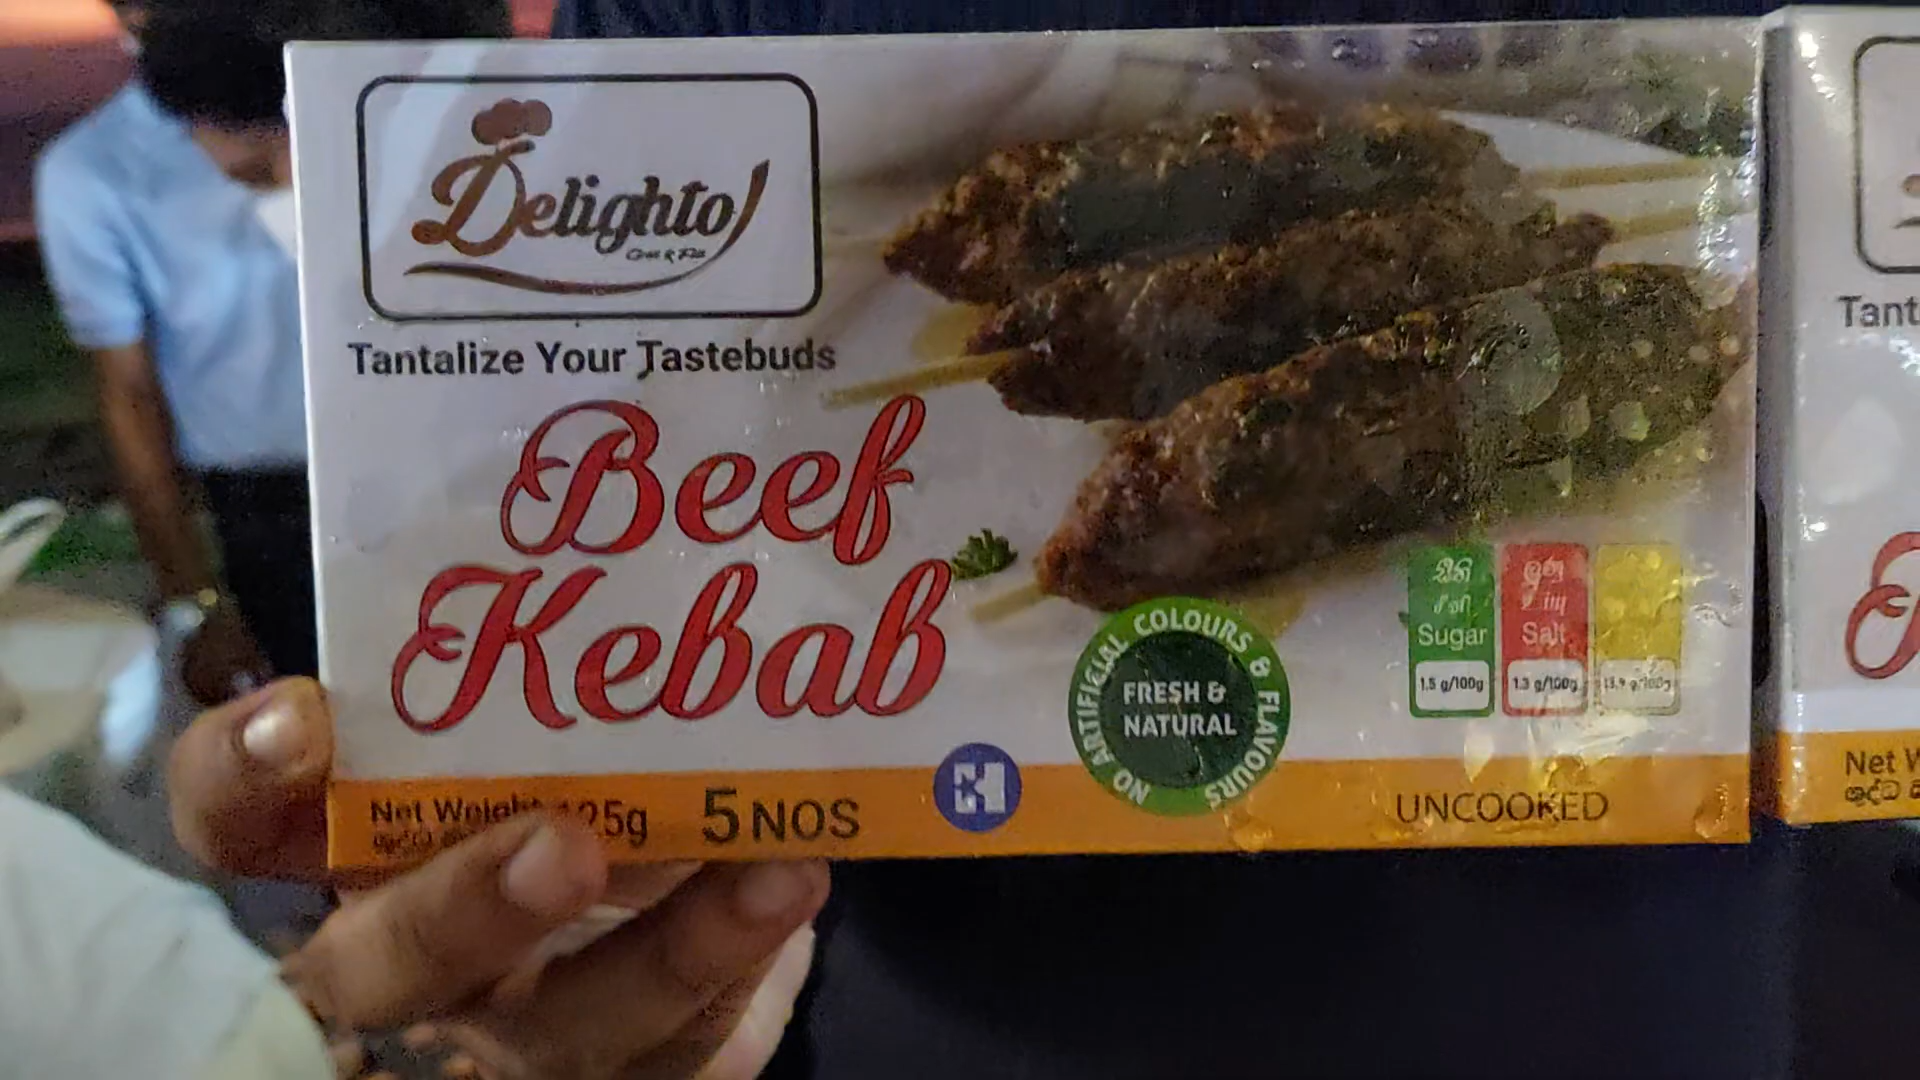 Delighto
Tantalize Your Tastebuds
Beef
Kebab
NO ARTIFICIAL COLOURS & FLAVOURS
FRESH &
NATURAL
සීනි
சீனி
Sugar
1.5 g/100g
ලුණු
Salt
1.3 g/100g
Net Weight 125g
5 NOS
UNCOOKED
Tant
Net W
ශුද්ධ